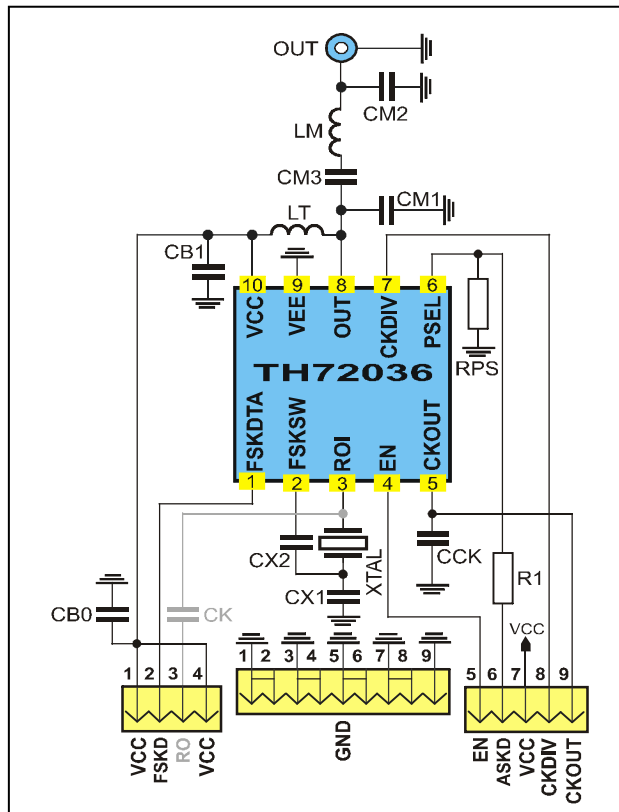 OUT
CM2
LM
CM3
CM1
LT
CB1
10 9 8 7 6
VCC VEE OUT CKDIV PSEL
RPS
TH72036
FSKDTA FSKSW ROI EN CKOUT
1 2 3 4 5
CX2 XTAL CCK R1
CX1
CB0 CK
VCC
1 2 3 4
1 2 3 4 5 6 7 8 9
5 6 7 8 9
VCC FSKD RO VCC
GND
EN ASKD VCC CKDIV CKOUT